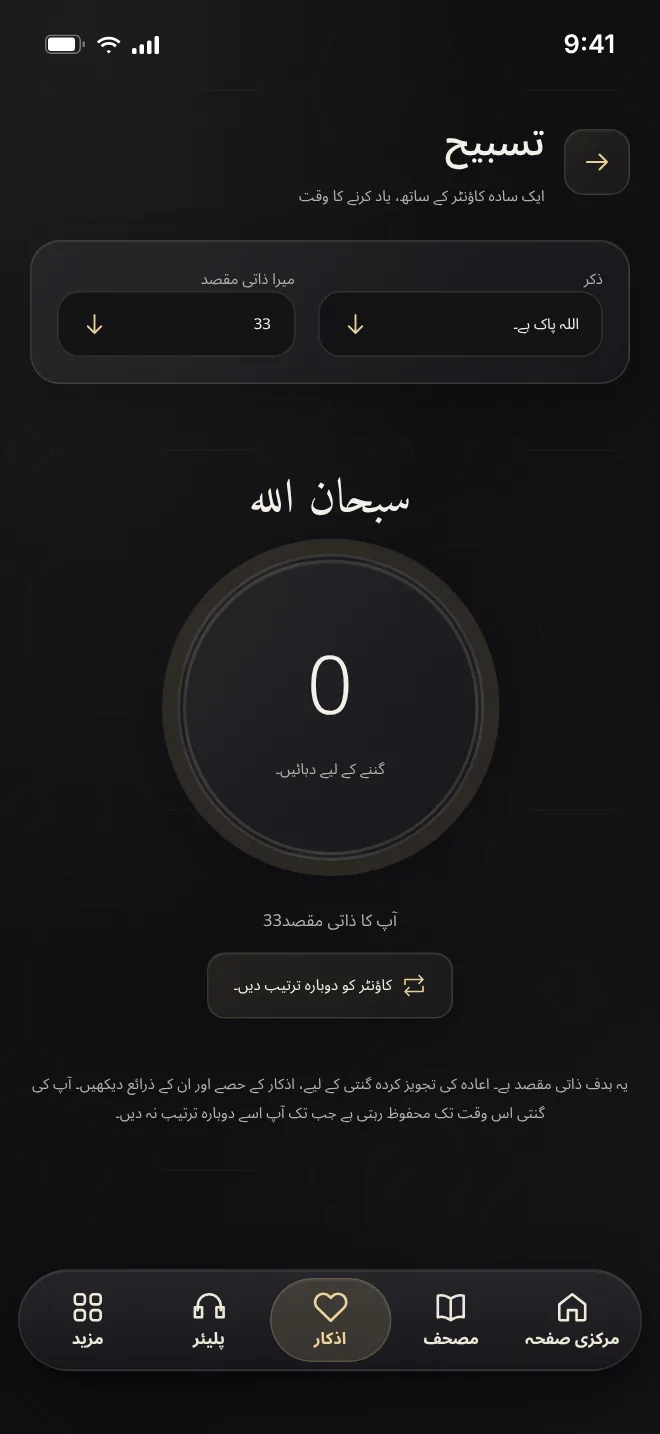 9:41
تسبیح
ایک سادہ کاؤنٹر کے ساتھ، یاد کرنے کا وقت
ذکر
میرا ذاتی مقصد
اللہ پاک ہے۔
33
سبحان الله
0
گننے کے لیے دبائیں۔
آپ کا ذاتی مقصد33
کاؤنٹر کو دوبارہ ترتیب دیں۔
یہ ہدف ذاتی مقصد ہے۔ اعادہ کی تجویز کردہ گنتی کے لیے، اذکار کے حصے اور ان کے ذرائع دیکھیں۔ آپ کی
گنتی اس وقت تک محفوظ رہتی ہے جب تک آپ اسے دوبارہ ترتیب نہ دیں۔
مرکزی صفحہ
مصحف
اذکار
پلیئر
مزید